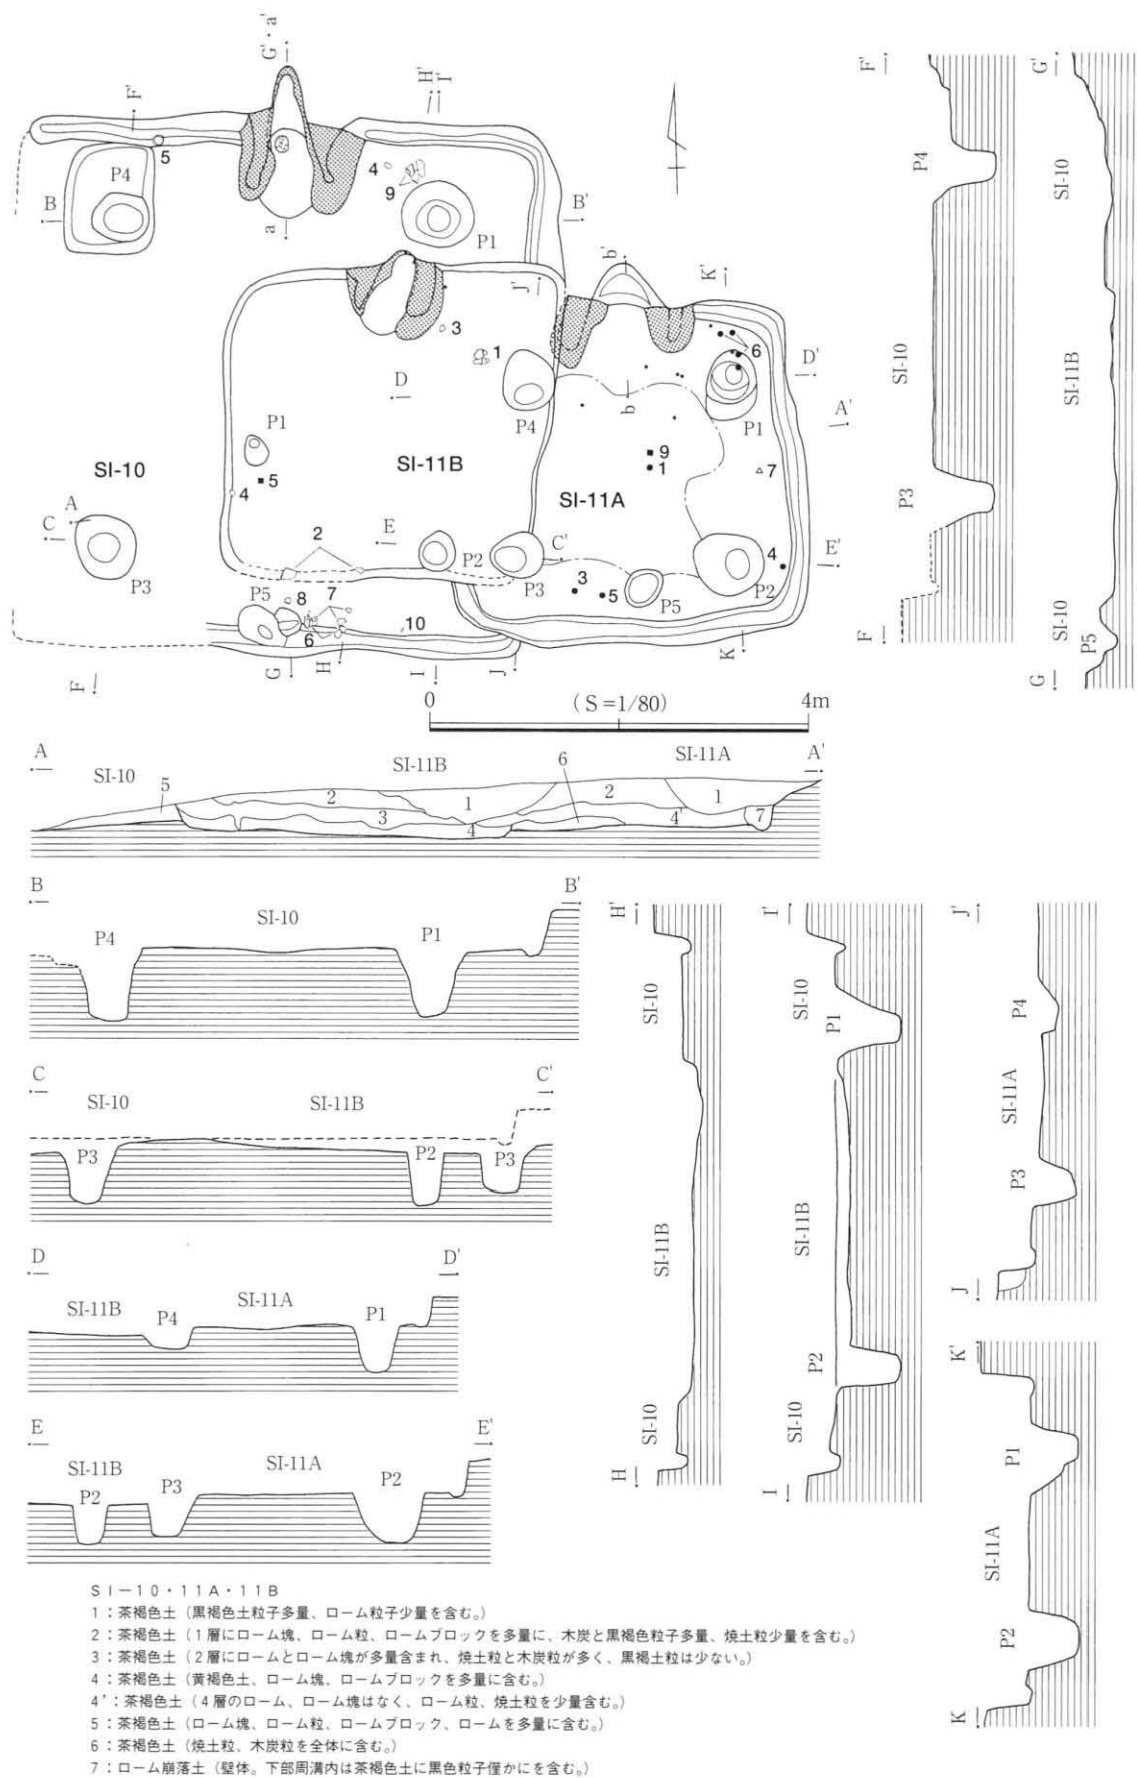 G'・a'
H'
I'
F'
5
P4
B
a
4
9
P1
B'
J'
b'
K'
3
1
6
D
D'
P4
b
P1
A'
P1
SI-10
SI-11B
5
4
9
1
7
SI-11A
A
C
E
2
C'
P3
P2
P3
4
E'
P2
3
5
P5
P5
8
7
6
10
F
G
H
I
J
K
0
(S=1/80)
4m
F'
P4
SI-10
P3
F
G'
SI-10
SI-11B
SI-10
P5
G
A
SI-10
SI-11B
SI-11A
A'
5
2
1
6
2
1
3
4
4'
7
B
SI-10
B'
P4
P1
C
SI-10
SI-11B
C'
P3
P2
P3
D
SI-11B
SI-11A
D'
P4
P1
E
SI-11B
SI-11A
E'
P2
P3
P2
H'
SI-10
SI-11B
SI-10
H
I'
SI-10
P1
SI-11B
P2
SI-10
I
J'
P4
SI-11A
P3
J
K'
P1
SI-11A
P2
K
ＳＩ－１０・１１Ａ・１１Ｂ
1：茶褐色土（黒褐色土粒子多量、ローム粒子少量を含む。）
2：茶褐色土（１層にローム塊、ローム粒、ロームブロックを多量に、木炭と黒褐色粒子多量、焼土粒少量を含む。）
3：茶褐色土（２層にロームとローム塊が多量含まれ、焼土粒と木炭粒が多く、黒褐土粒は少ない。）
4：茶褐色土（黄褐色土、ローム塊、ロームブロックを多量に含む。）
4'：茶褐色土（４層のローム、ローム塊はなく、ローム粒、焼土粒を少量含む。）
5：茶褐色土（ローム塊、ローム粒、ロームブロック、ロームを多量に含む。）
6：茶褐色土（焼土粒、木炭粒を全体に含む。）
7：ローム崩落土（壁体。下部周溝内は茶褐色土に黒色粒子僅かにを含む。）